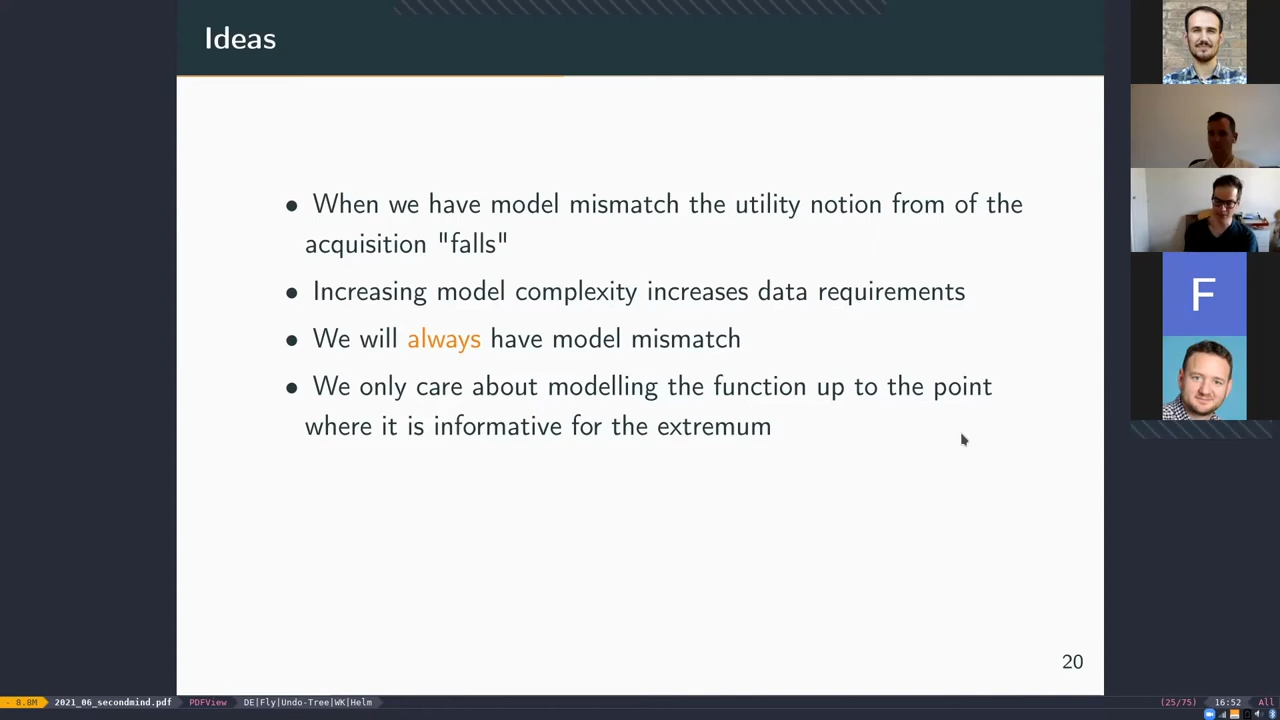 Ideas
• When we have model mismatch the utility notion from of the
acquisition "falls"
• Increasing model complexity increases data requirements
• We will always have model mismatch
• We only care about modelling the function up to the point
where it is informative for the extremum
20
F
- 8.8M 2021_06_secondmind.pdf PDFView DE|Fly|Undo-Tree|WK|Helm (25/75) 16:52 All